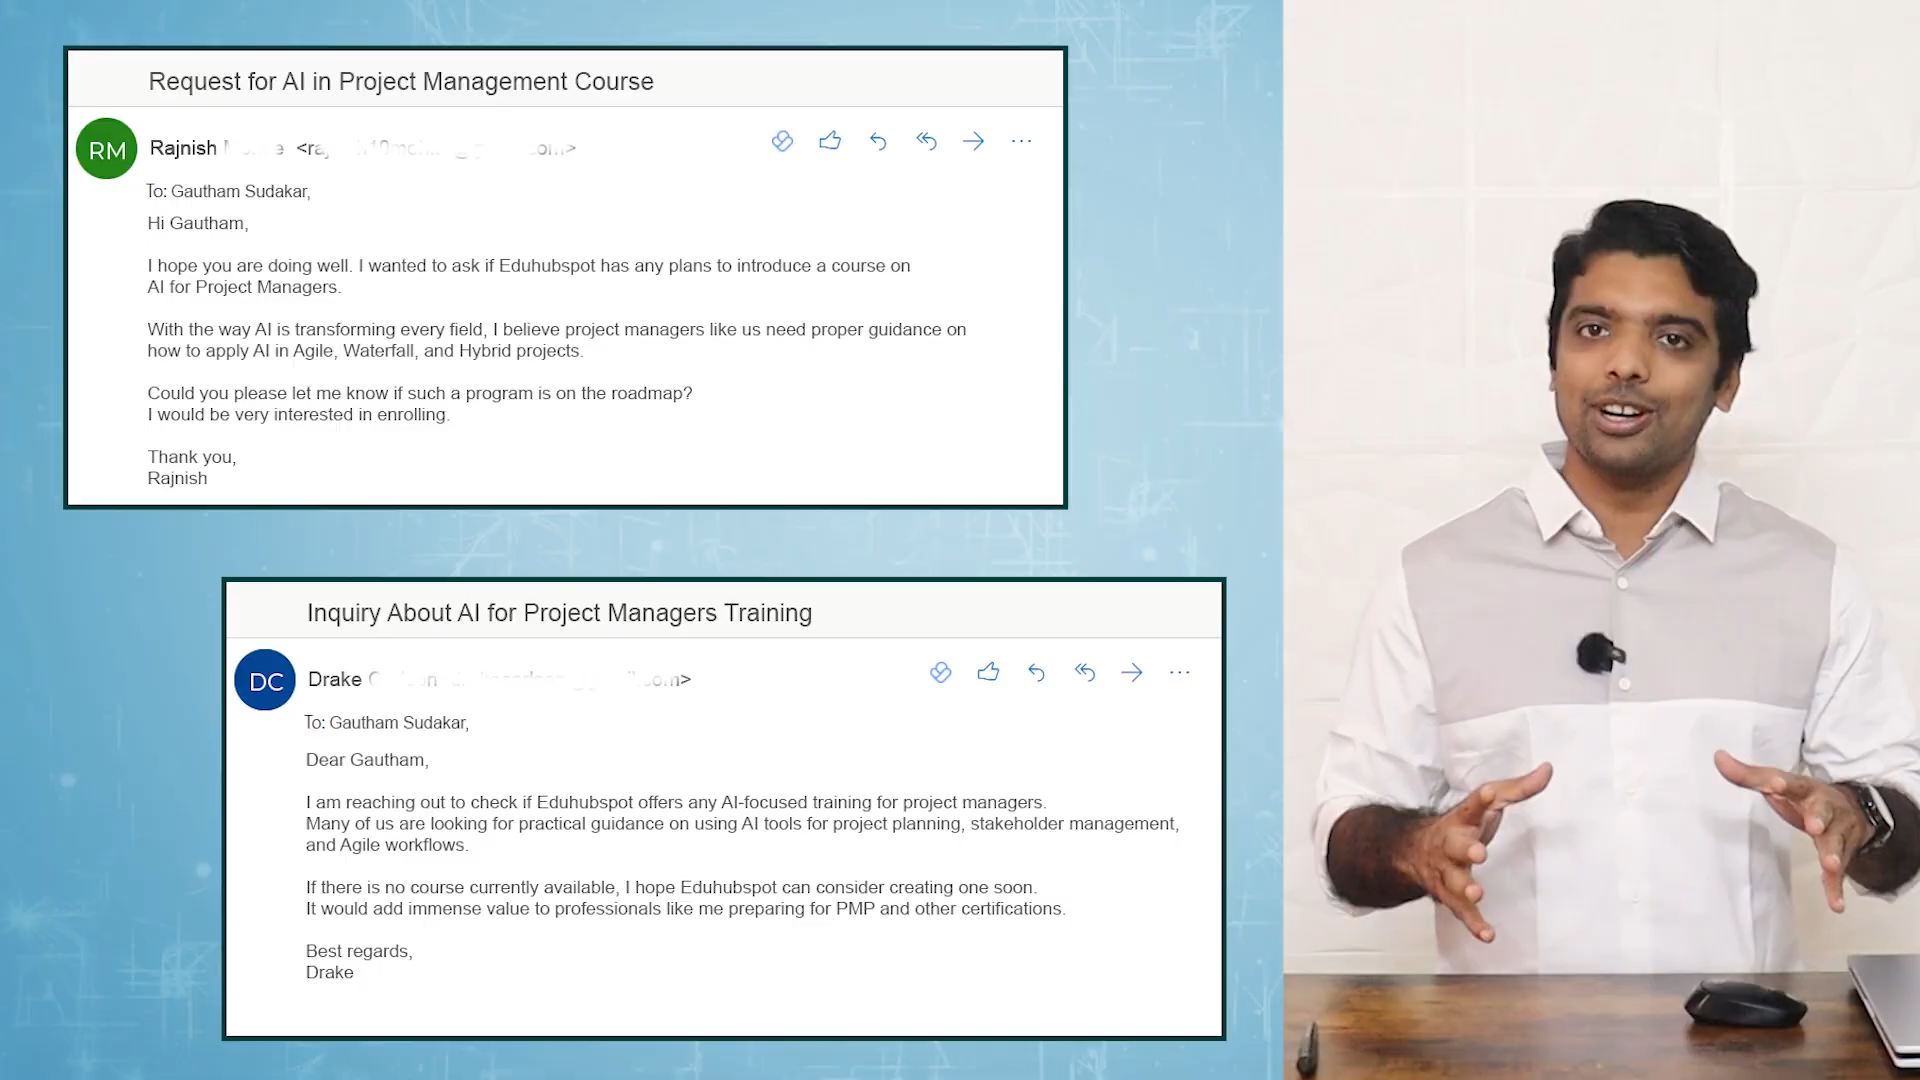 Request for AI in Project Management Course
RM
Rajnish
To: Gautham Sudakar,
Hi Gautham,
I hope you are doing well. I wanted to ask if Eduhubspot has any plans to introduce a course on
AI for Project Managers.
With the way AI is transforming every field, I believe project managers like us need proper guidance on
how to apply AI in Agile, Waterfall, and Hybrid projects.
Could you please let me know if such a program is on the roadmap?
I would be very interested in enrolling.
Thank you,
Rajnish
Inquiry About AI for Project Managers Training
DC
Drake
To: Gautham Sudakar,
Dear Gautham,
I am reaching out to check if Eduhubspot offers any AI-focused training for project managers.
Many of us are looking for practical guidance on using AI tools for project planning, stakeholder management,
and Agile workflows.
If there is no course currently available, I hope Eduhubspot can consider creating one soon.
It would add immense value to professionals like me preparing for PMP and other certifications.
Best regards,
Drake